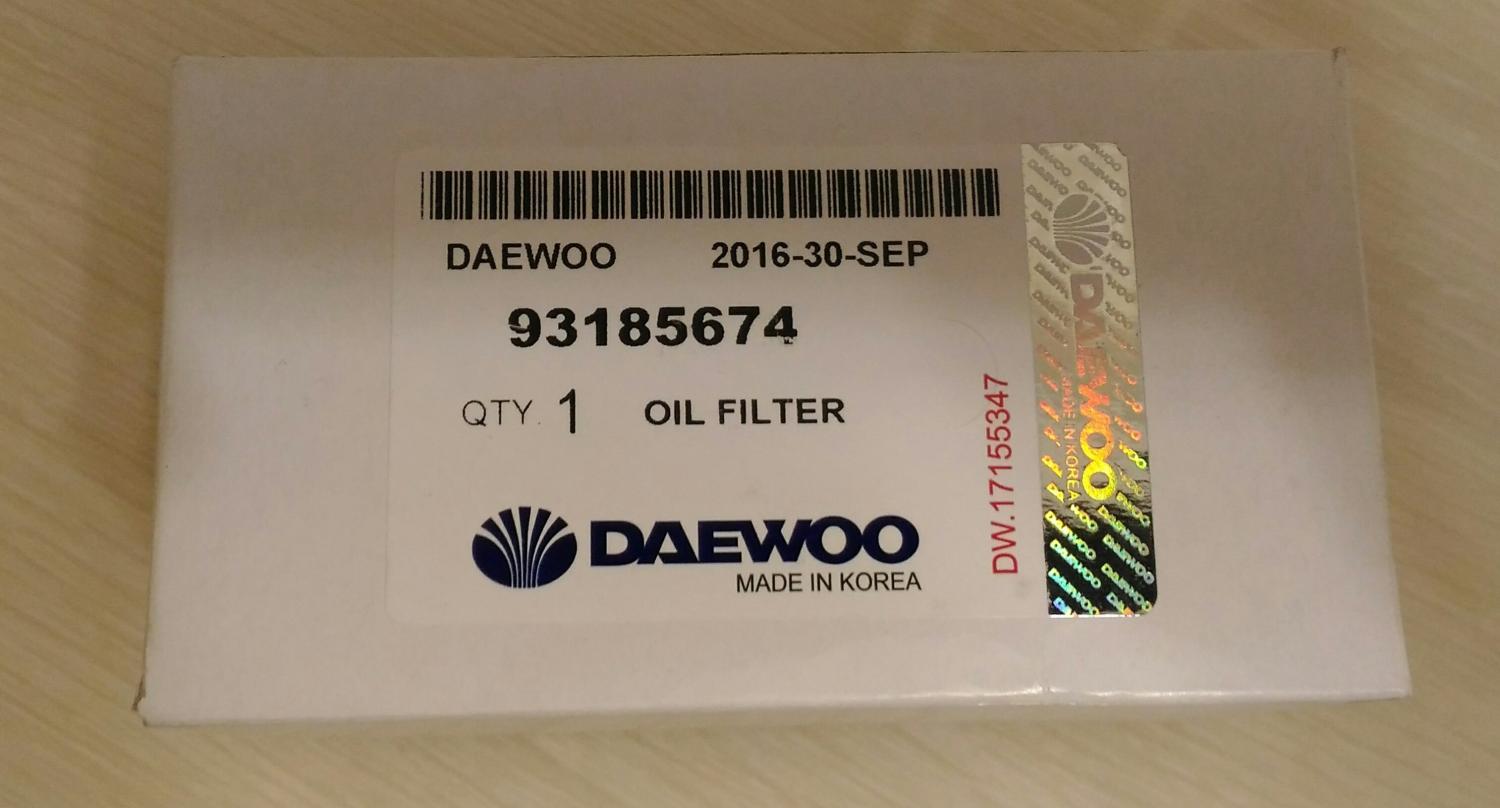 DAEWOO 2016-30-SEP
93185674
QTY. 1 OIL FILTER
DAEWOO
MADE IN KOREA
DW.17155347
DAEWOO
MADE IN KOREA